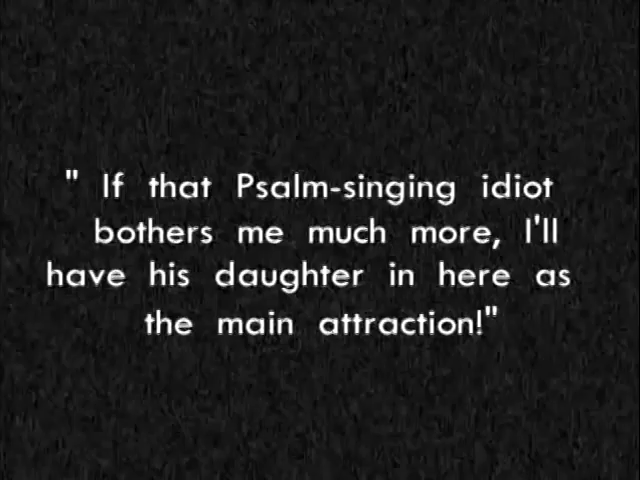 " If that Psalm-singing idiot
bothers me much more, I'll
have his daughter in here as
the main attraction!"